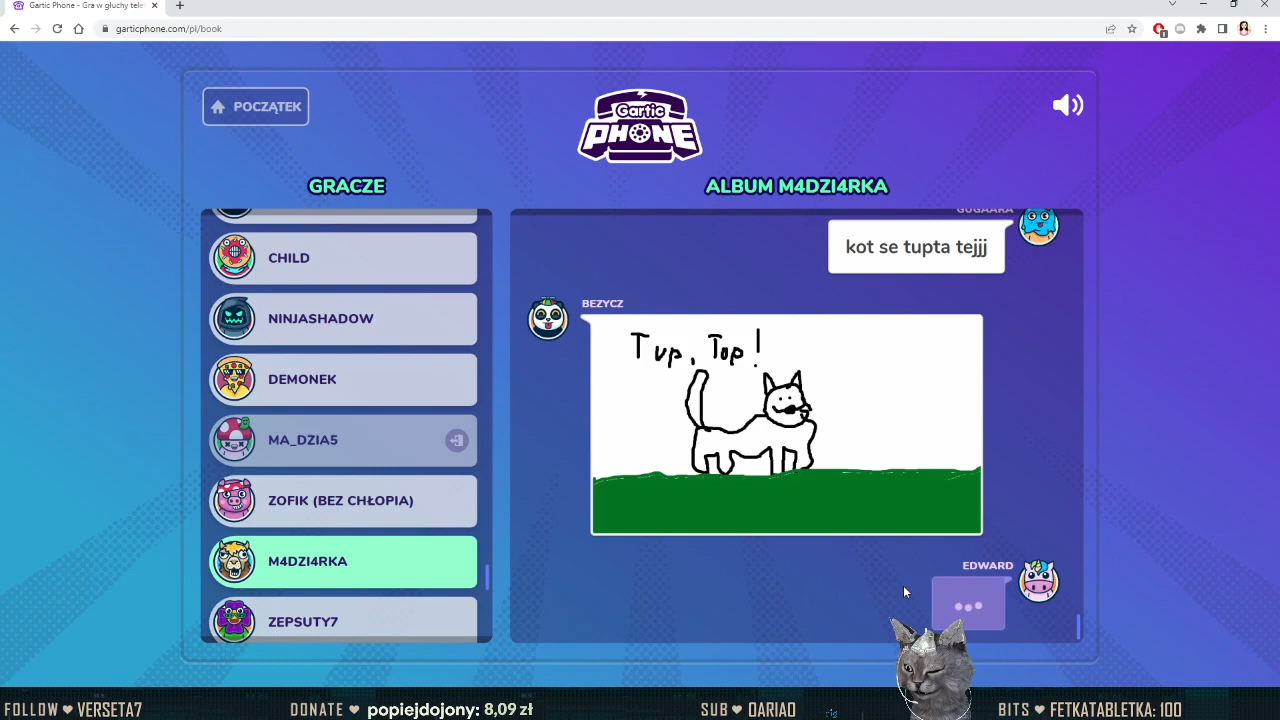 Gartic Phone - Gra w głuchy tele
garticphone.com/pl/book
POCZĄTEK
Gartic
PHONE
GRACZE
ALBUM M4DZI4RKA
CHILD
NINJASHADOW
DEMONEK
MA_DZIA5
ZOFIK (BEZ CHŁOPIA)
M4DZI4RKA
ZEPSUTY7
GUGAARA
kot se tupta tejjj
BEZYCZ
Tup, Top!
EDWARD
FOLLOW ♥ VERSETA7
DONATE ♥ popiejdojony: 8,09 zł
SUB ♥ OARIAO
BITS ♥ FETKATABLETKA: 100